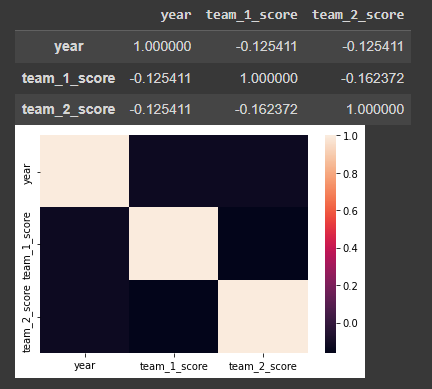 year team_1_score team_2_score
year 1.000000 -0.125411 -0.125411
team_1_score -0.125411 1.000000 -0.162372
team_2_score -0.125411 -0.162372 1.000000
1.0
year
0.8
0.6
team_1_score
0.4
0.2
team_2_score
0.0
year team_1_score team_2_score